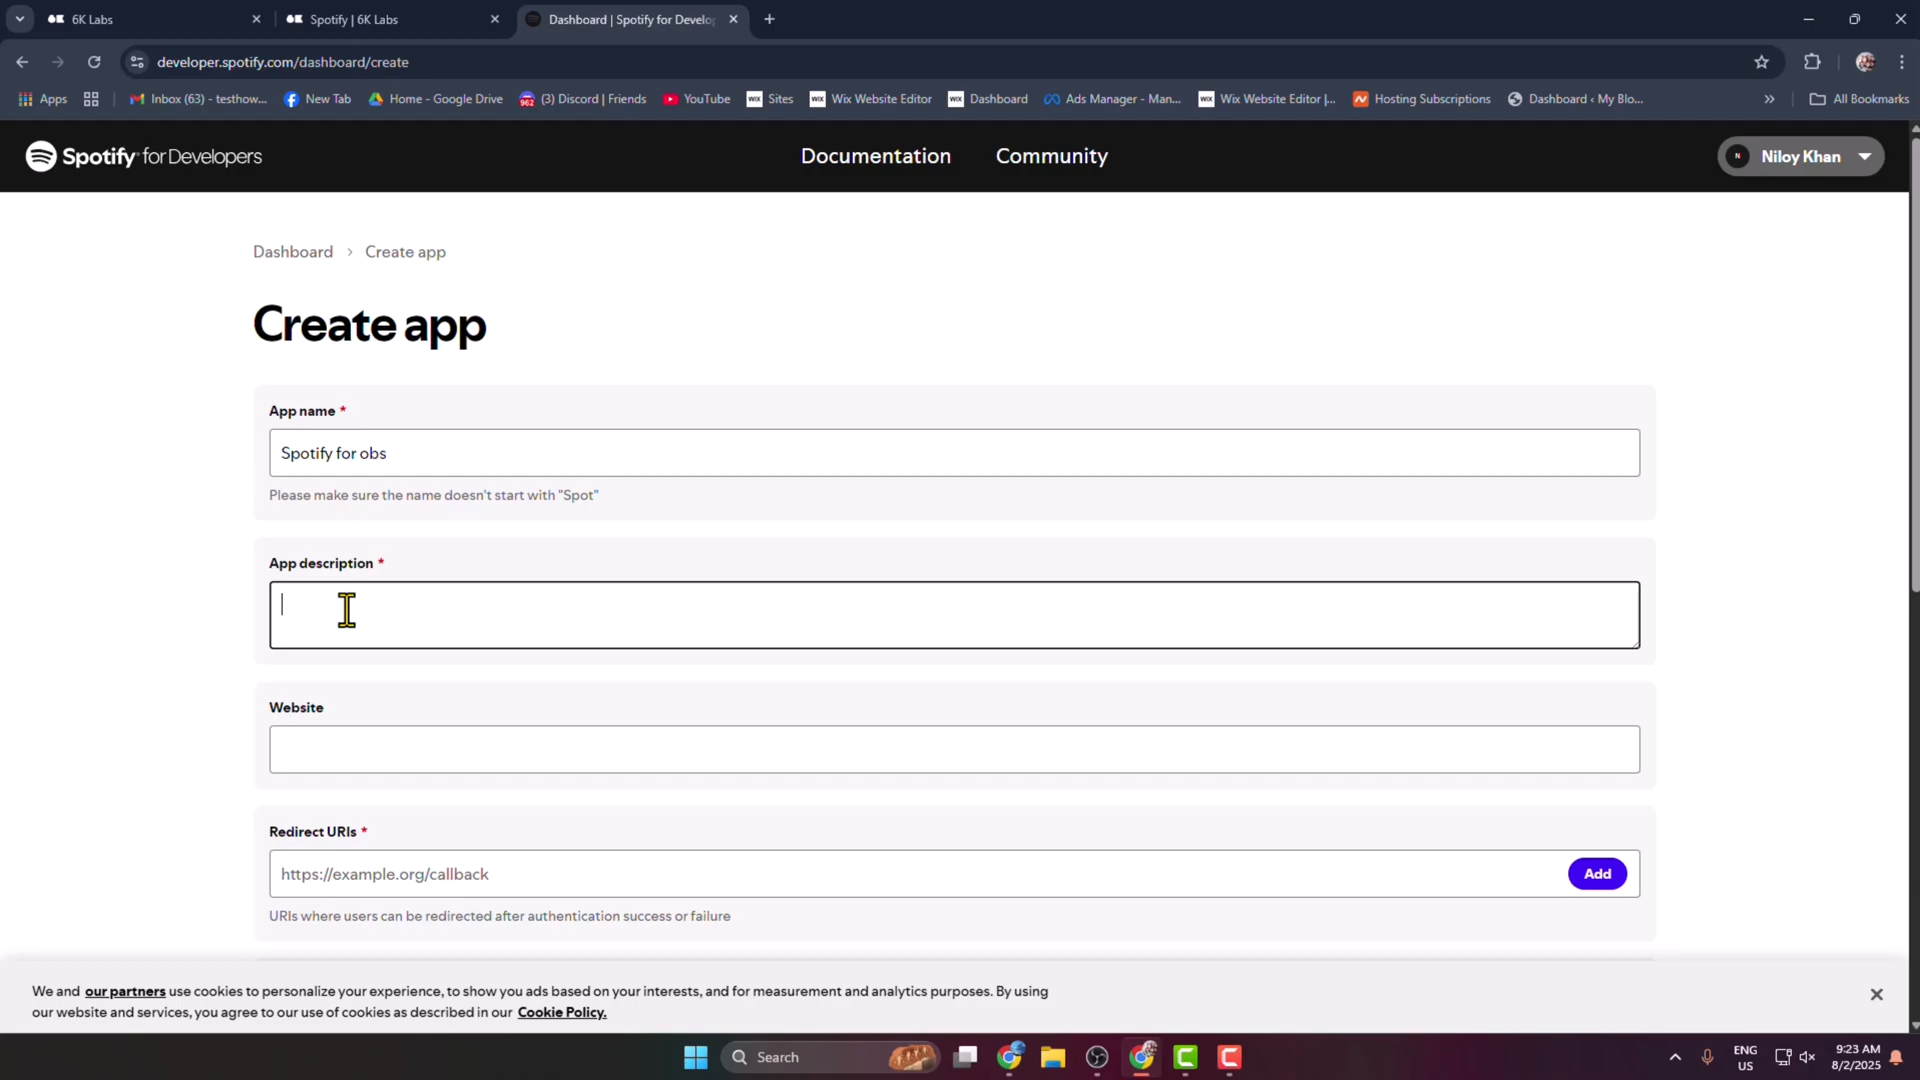 6K Labs
Spotify | 6K Labs
Dashboard | Spotify for Develo
developer.spotify.com/dashboard/create
Apps
Inbox (63) - testhow...
New Tab
Home - Google Drive
962
(3) Discord | Friends
YouTube
WIX Sites
WIX Wix Website Editor
WIX Dashboard
Ads Manager - Man...
WIX Wix Website Editor |...
Hosting Subscriptions
Dashboard ‹ My Blo...
»
All Bookmarks
Spotify for Developers
Documentation
Community
N
Niloy Khan
Dashboard › Create app
Create app
App name *
Spotify for obs
Please make sure the name doesn't start with "Spot"
App description *
Website
Redirect URIs *
https://example.org/callback
Add
URIs where users can be redirected after authentication success or failure
We and our partners use cookies to personalize your experience, to show you ads based on your interests, and for measurement and analytics purposes. By using
our website and services, you agree to our use of cookies as described in our Cookie Policy.
Search
ENG
US
9:23 AM
8/2/2025